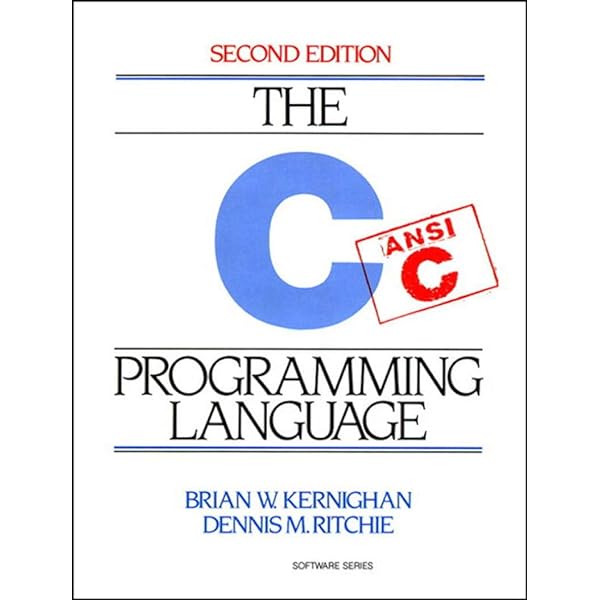 SECOND EDITION
THE
C
ANSI
C
PROGRAMMING
LANGUAGE
BRIAN W. KERNIGHAN
DENNIS M. RITCHIE
SOFTWARE SERIES